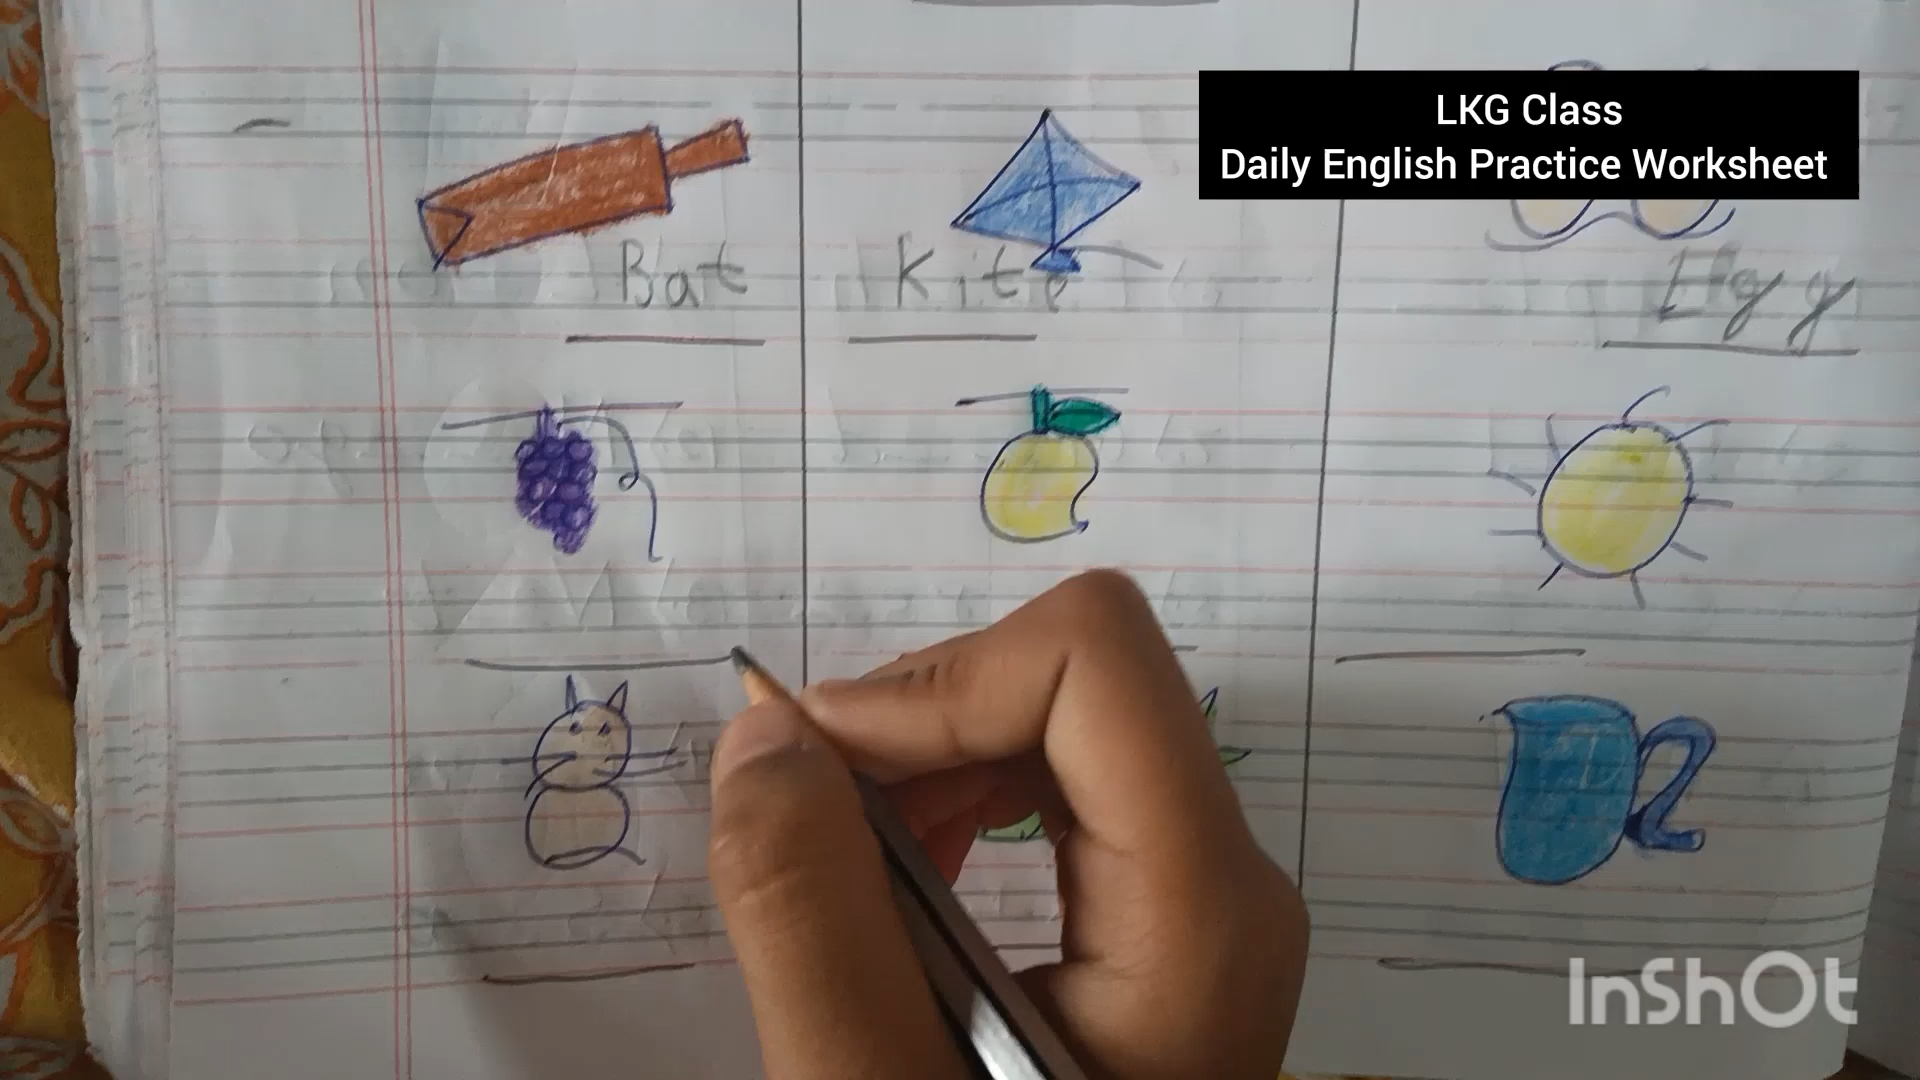 LKG Class
Daily English Practice Worksheet
Bat
Kite
Egg
InShOt